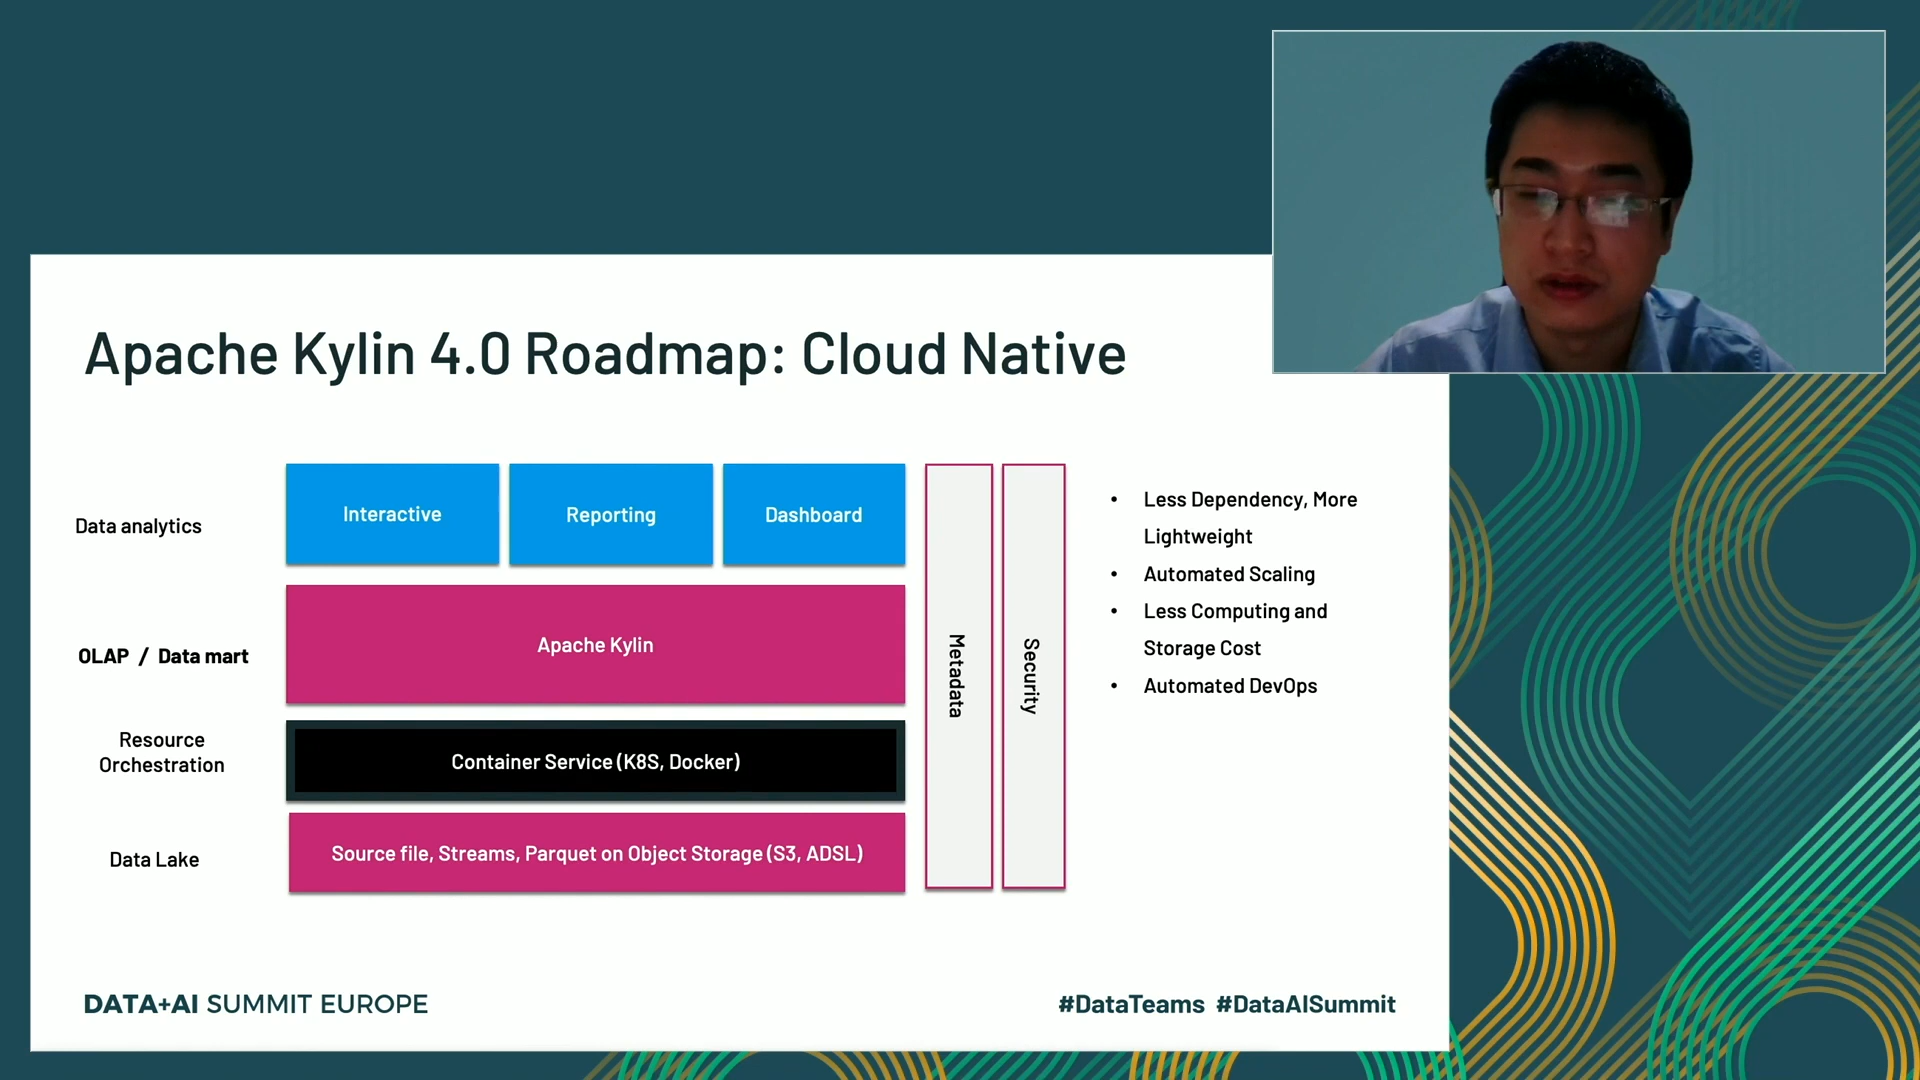 Apache Kylin 4.0 Roadmap: Cloud Native
Data analytics
Interactive
Reporting
Dashboard
OLAP / Data mart
Apache Kylin
Resource
Orchestration
Container Service (K8S, Docker)
Data Lake
Source file, Streams, Parquet on Object Storage (S3, ADSL)
Metadata
Security
• Less Dependency, More
Lightweight
• Automated Scaling
• Less Computing and
Storage Cost
• Automated DevOps
DATA+AI SUMMIT EUROPE
#DataTeams #DataAISummit